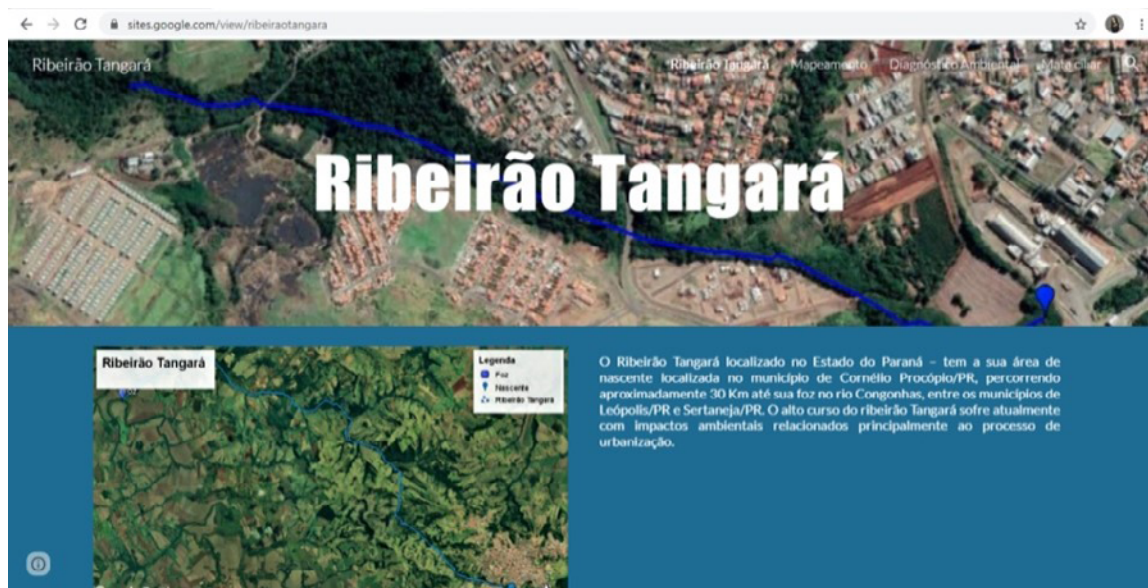 sites.google.com/view/ribeiraotangara
Ribeirão Tangará
Ribeirão Tangará Mapeamento Diagnóstico Ambiental Mata ciliar
Ribeirão Tangará
Ribeirão Tangará
Legenda
Foz
Nascente
Ribeirão Tangará
O Ribeirão Tangará localizado no Estado do Paraná – tem a sua área de
nascente localizada no município de Cornélio Procópio/PR, percorrendo
aproximadamente 30 Km até sua foz no rio Congonhas, entre os municípios de
Leópolis/PR e Sertaneja/PR. O alto curso do ribeirão Tangará sofre atualmente
com impactos ambientais relacionados principalmente ao processo de
urbanização.